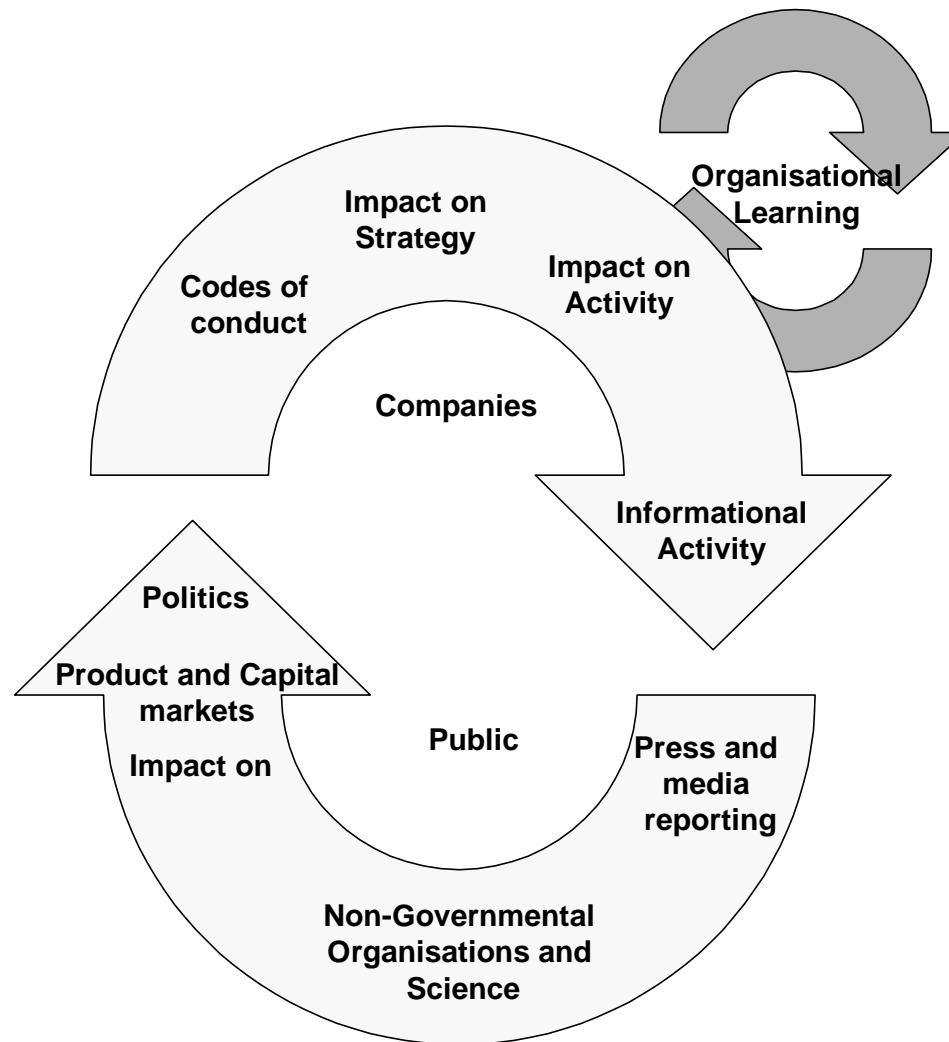 Organisational
Learning
Impact on
Strategy
Impact on
Activity
Codes of
conduct
Companies
Informational
Activity
Politics
Product and Capital
markets
Impact on
Public
Press and
media
reporting
Non-Governmental
Organisations and
Science